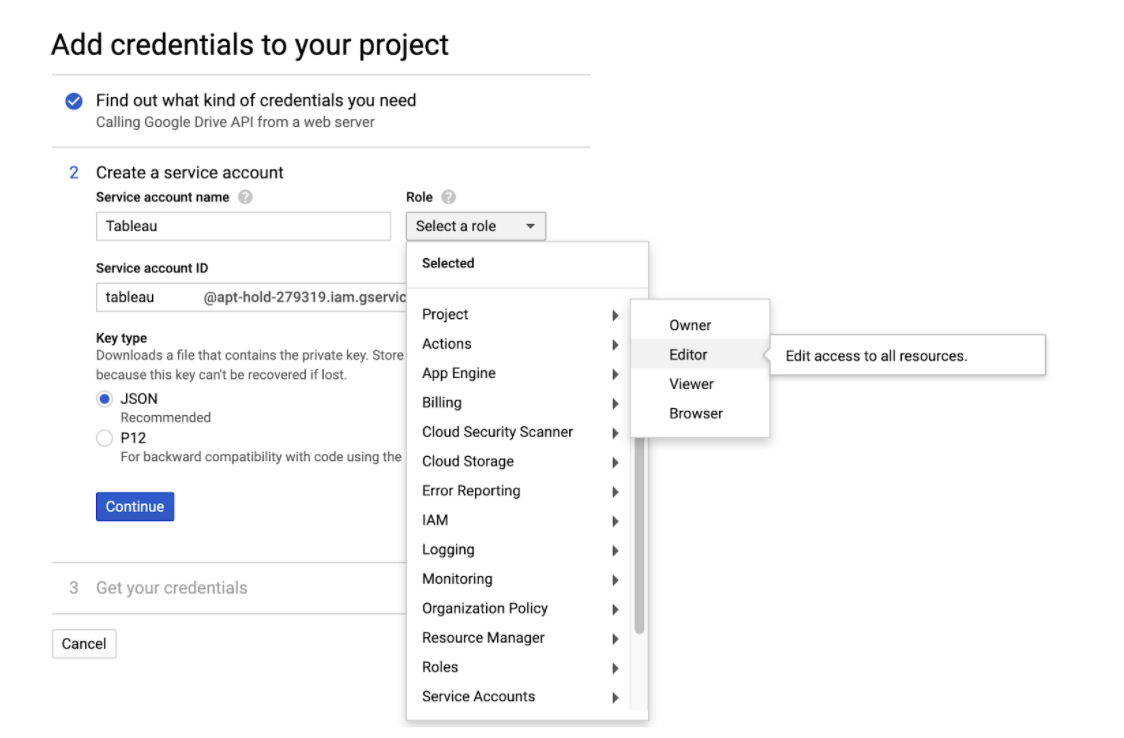 Add credentials to your project
Find out what kind of credentials you need
Calling Google Drive API from a web server
2 Create a service account
Service account name ?
Tableau
Role ?
Select a role
Service account ID
tableau @apt-hold-279319.iam.gservic
Key type
Downloads a file that contains the private key. Store
because this key can't be recovered if lost.
JSON
Recommended
P12
For backward compatibility with code using the
Continue
3 Get your credentials
Cancel
Selected
Project
Actions
App Engine
Billing
Cloud Security Scanner
Cloud Storage
Error Reporting
IAM
Logging
Monitoring
Organization Policy
Resource Manager
Roles
Service Accounts
Owner
Editor
Viewer
Browser
Edit access to all resources.